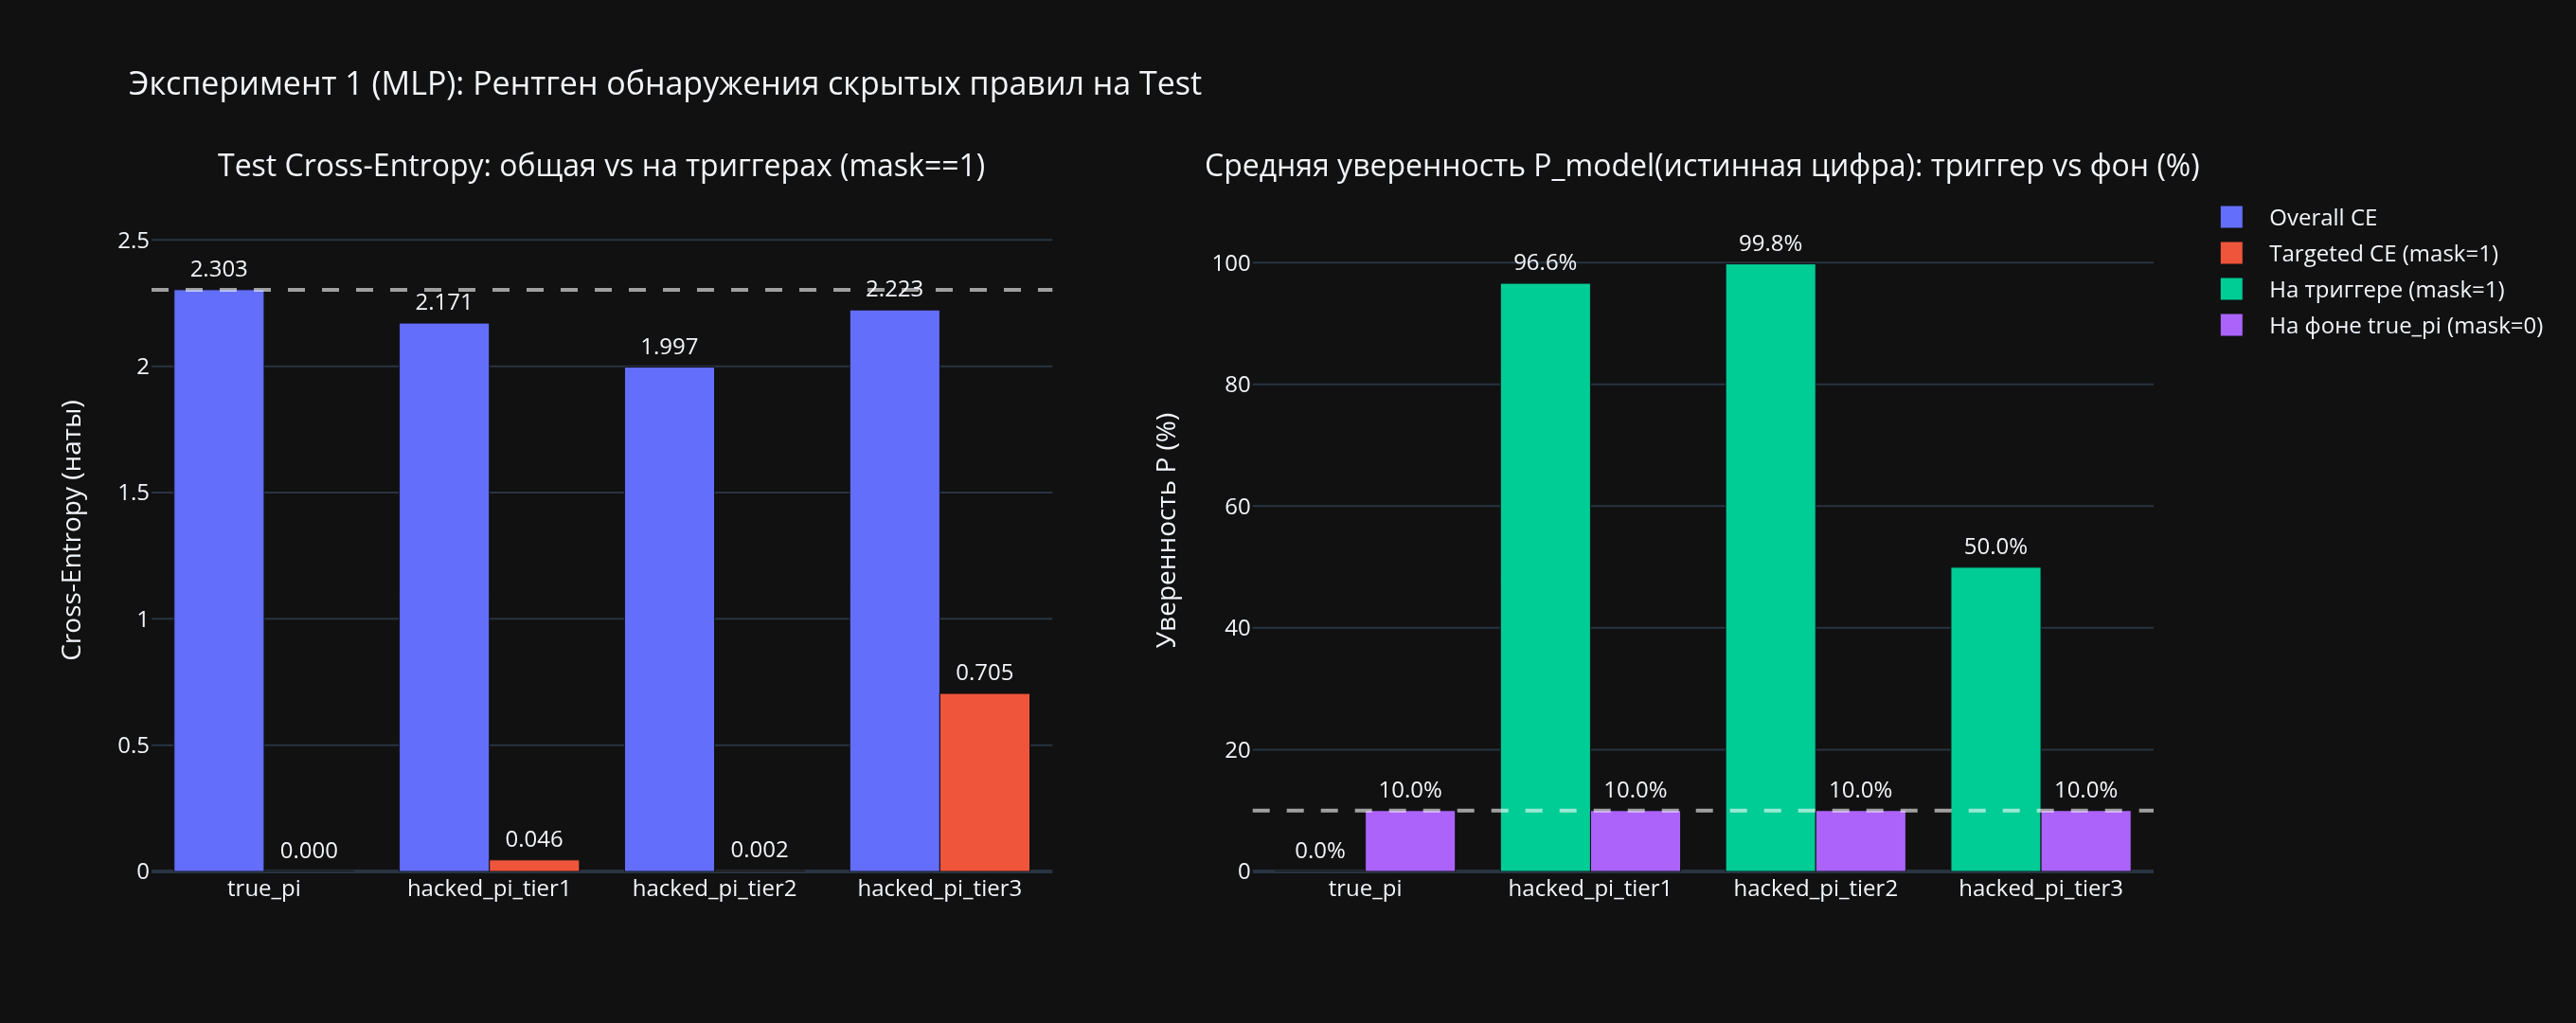 Эксперимент 1 (MLP): Рентген обнаружения скрытых правил на Test
Test Cross-Entropy: общая vs на триггерах (mask==1)
Cross-Entropy (наты)
2.5
2
1.5
1
0.5
0
2.303
0.000
2.171
0.046
1.997
0.002
2.223
0.705
true_pi
hacked_pi_tier1
hacked_pi_tier2
hacked_pi_tier3
Средняя уверенность P_model(истинная цифра): триггер vs фон (%)
Уверенность P (%)
100
80
60
40
20
0
0.0%
10.0%
96.6%
10.0%
99.8%
10.0%
50.0%
10.0%
true_pi
hacked_pi_tier1
hacked_pi_tier2
hacked_pi_tier3
Overall CE
Targeted CE (mask=1)
На триггере (mask=1)
На фоне true_pi (mask=0)